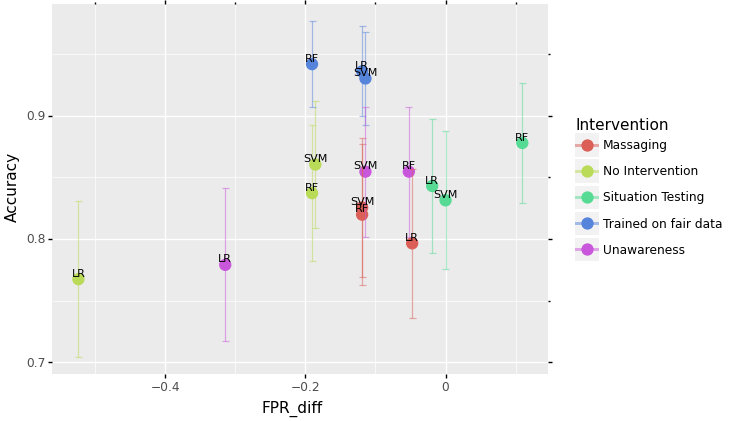 RF
LR
SVM
RF
SVM
RF
SVM
RF
LR
SVM
SVM
RF
LR
LR
LR
0.9
0.8
0.7
Accuracy
−0.4
−0.2
0
FPR_diff
Intervention
Massaging
No Intervention
Situation Testing
Trained on fair data
Unawareness